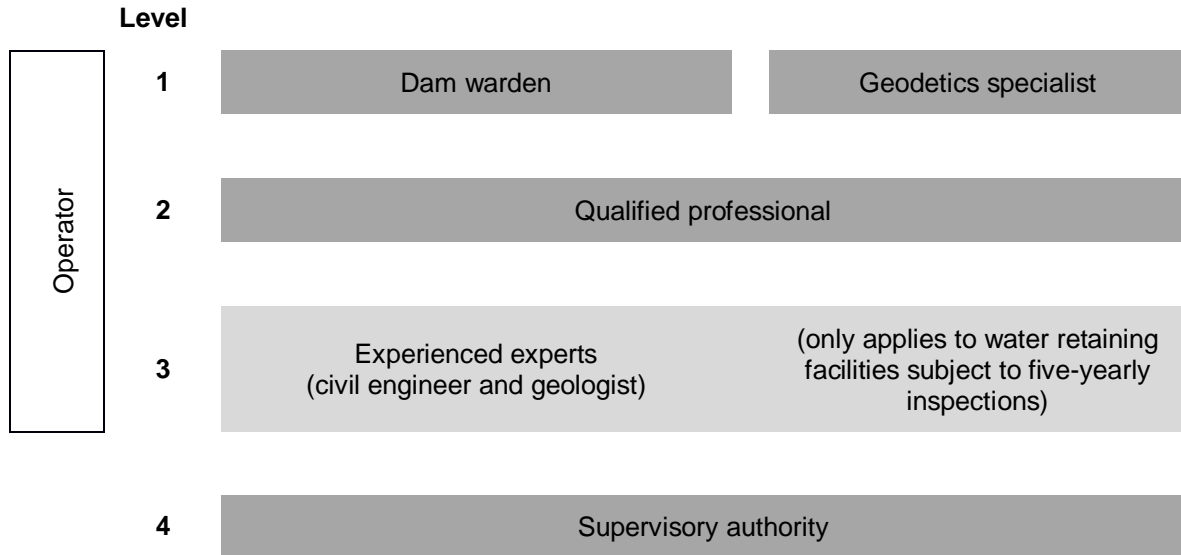 Level
Operator
1
Dam warden
Geodetics specialist
2
Qualified professional
3
Experienced experts
(civil engineer and geologist)
(only applies to water retaining
facilities subject to five-yearly
inspections)
4
Supervisory authority